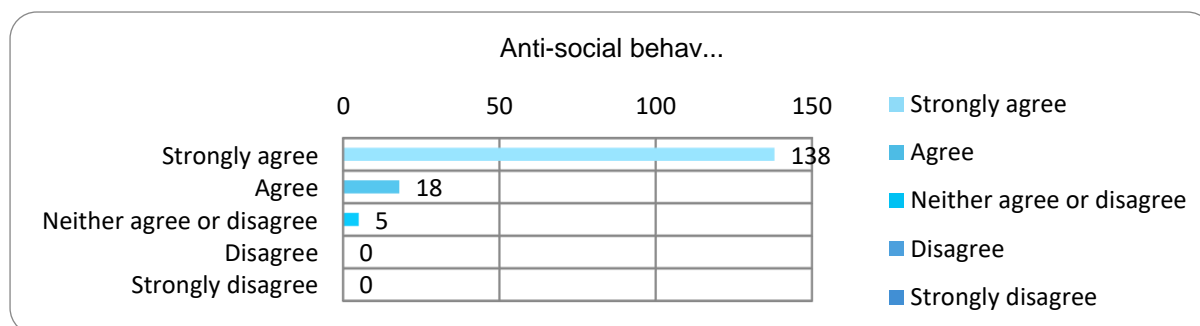 Anti-social behav...
0 50 100 150
Strongly agree 138
Agree 18
Neither agree or disagree 5
Disagree 0
Strongly disagree 0
Strongly agree
Agree
Neither agree or disagree
Disagree
Strongly disagree